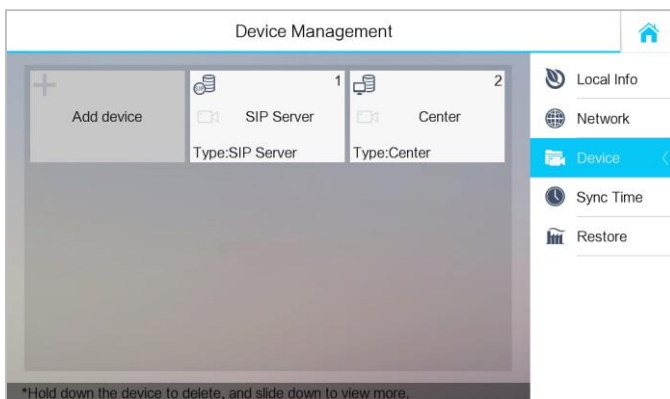 Device Management
Add device
1
SIP
SIP Server
Type:SIP Server
2
Center
Type:Center
Local Info
Network
Device
Sync Time
Restore
*Hold down the device to delete, and slide down to view more.